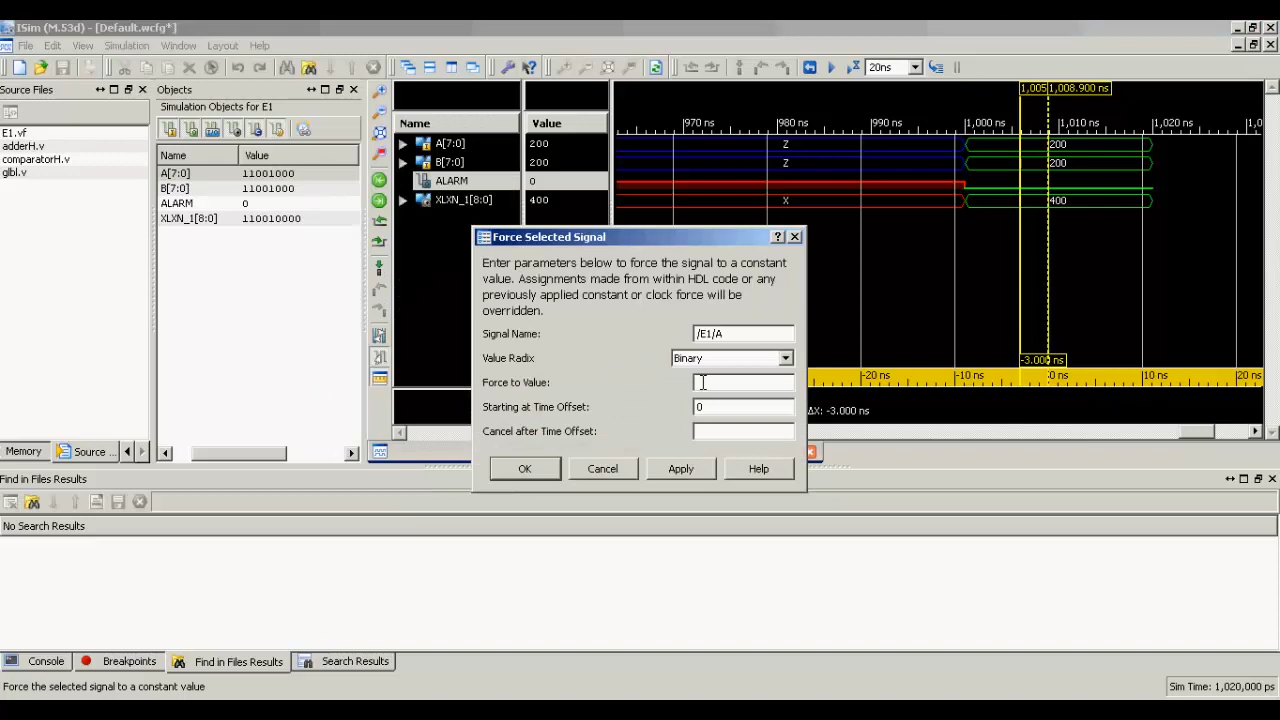 ISim (M.53d) - [Default.wcfg*]
File Edit View Simulation Window Layout Help
20ns
Source Files
E1.vf
adderH.v
comparatorH.v
glbl.v
Memory
Source ...
Objects
Simulation Objects for E1
Name Value
A[7:0] 11001000
B[7:0] 11001000
ALARM 0
XLXN_1[8:0] 110010000
Name Value
A[7:0] 200
B[7:0] 200
ALARM 0
XLXN_1[8:0] 400
1,005 1,008.900 ns
970 ns 980 ns 990 ns 1,000 ns 1,010 ns 1,020 ns 1,0
Z 200
Z 200
X 400
-3.000 ns
-20 ns -10 ns 0 ns 10 ns 20 ns
ΔX: -3.000 ns
Force Selected Signal
Enter parameters below to force the signal to a constant
value. Assignments made from within HDL code or any
previously applied constant or clock force will be
overridden.
Signal Name: /E1/A
Value Radix Binary
Force to Value:
Starting at Time Offset: 0
Cancel after Time Offset:
OK Cancel Apply Help
Find in Files Results
No Search Results
Console Breakpoints Find in Files Results Search Results
Force the selected signal to a constant value
Sim Time: 1,020,000 ps